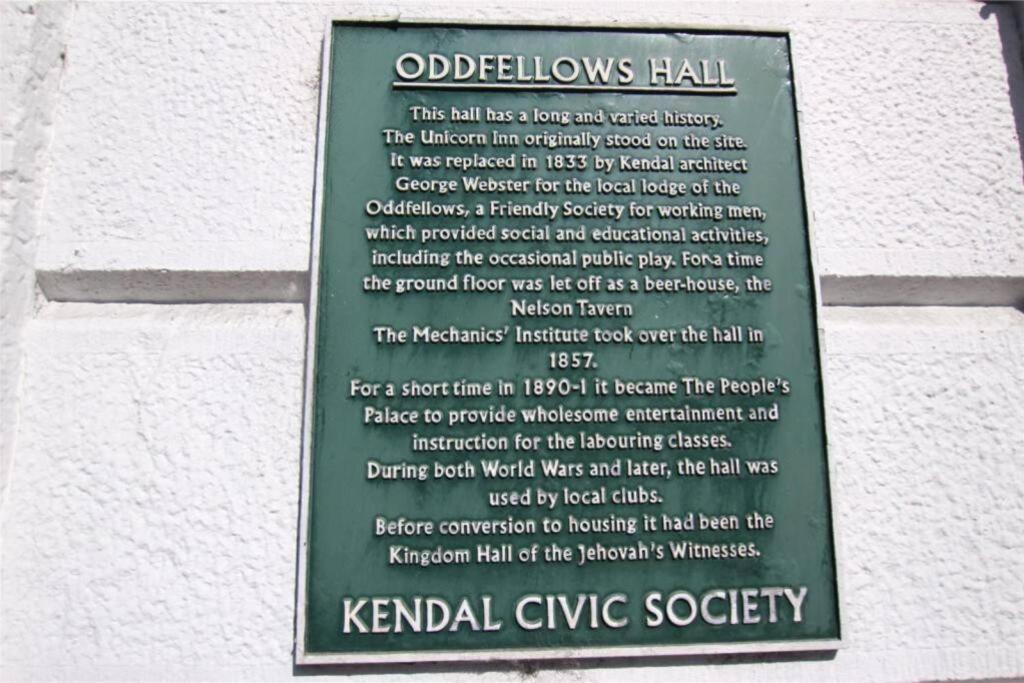 ODDFELLOWS HALL
This hall has a long and varied history.
The Unicorn Inn originally stood on the site.
It was replaced in 1833 by Kendal architect
George Webster for the local lodge of the
Oddfellows, a Friendly Society for working men,
which provided social and educational activities,
including the occasional public play. For a time
the ground floor was let off as a beer-house, the
Nelson Tavern
The Mechanics' Institute took over the hall in
1857.
For a short time in 1890-1 it became The People's
Palace to provide wholesome entertainment and
instruction for the labouring classes.
During both World Wars and later, the hall was
used by local clubs.
Before conversion to housing it had been the
Kingdom Hall of the Jehovah's Witnesses.
KENDAL CIVIC SOCIETY